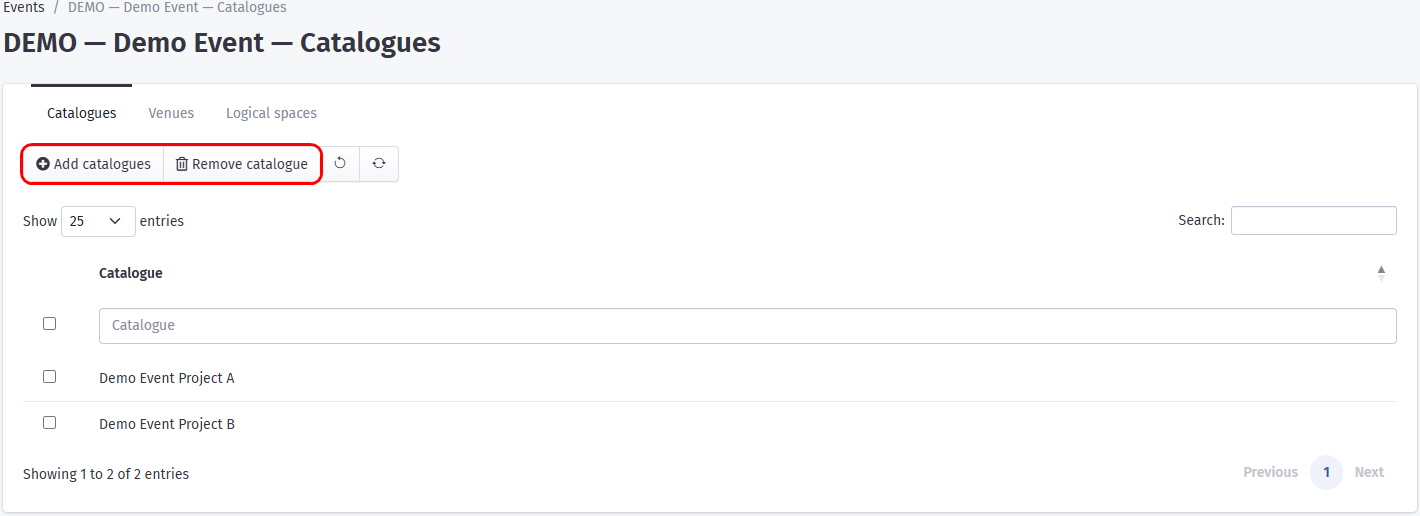 Events / DEMO — Demo Event — Catalogues
DEMO — Demo Event — Catalogues
Catalogues Venues Logical spaces
Add catalogues Remove catalogue
Show 25 entries Search:
Catalogue
Catalogue
Demo Event Project A
Demo Event Project B
Showing 1 to 2 of 2 entries Previous 1 Next